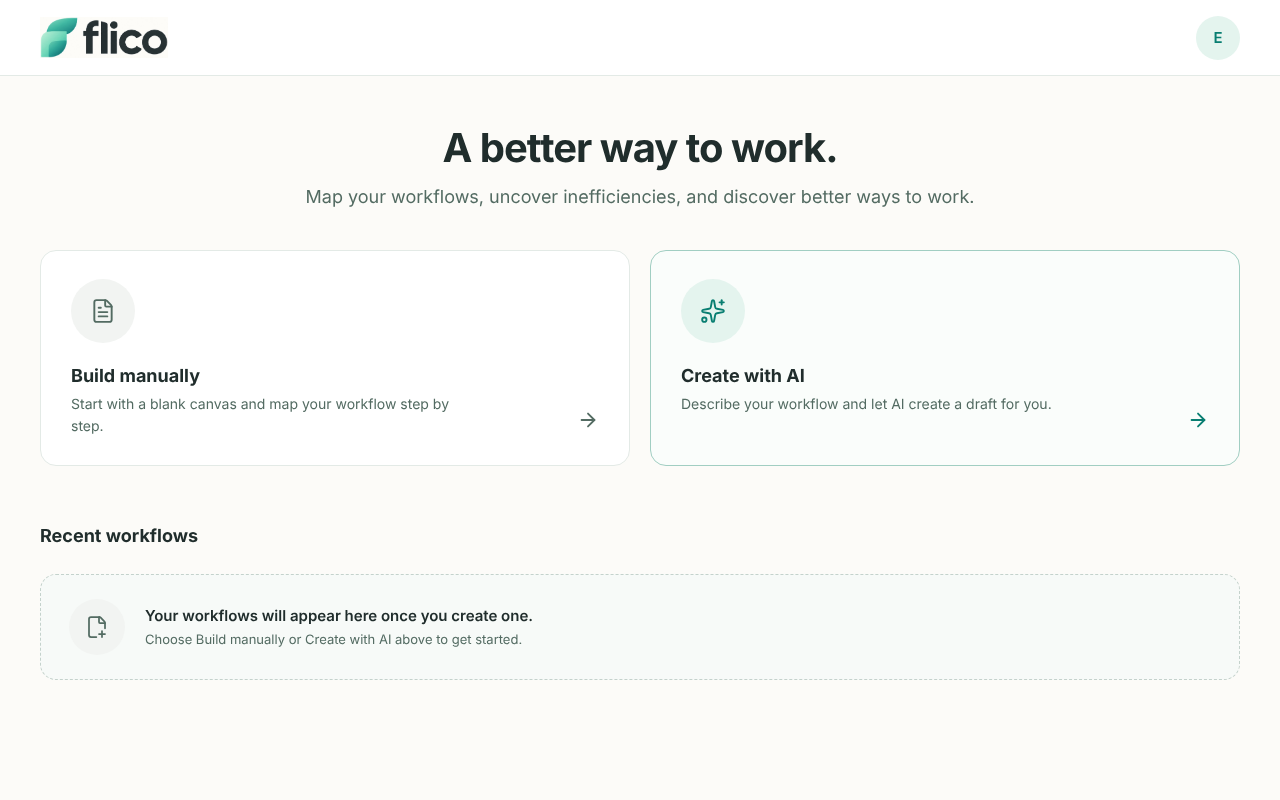 flico
E
A better way to work.
Map your workflows, uncover inefficiencies, and discover better ways to work.
Build manually
Start with a blank canvas and map your workflow step by
step.
Create with AI
Describe your workflow and let AI create a draft for you.
Recent workflows
Your workflows will appear here once you create one.
Choose Build manually or Create with AI above to get started.